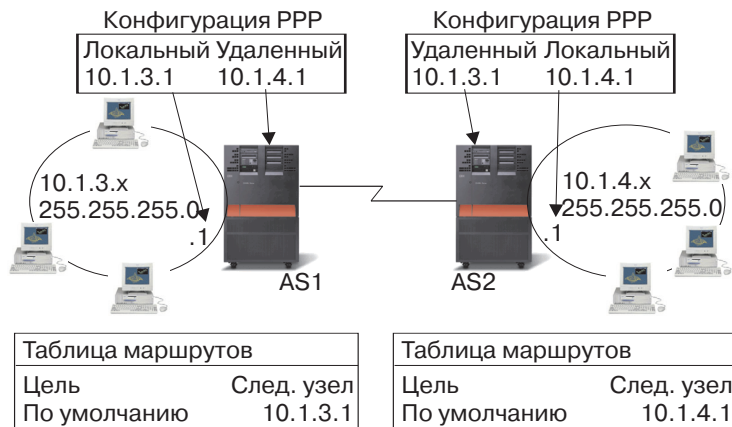 Конфигурация PPP
Локальный Удаленный
10.1.3.1 10.1.4.1
Конфигурация PPP
Удаленный Локальный
10.1.3.1 10.1.4.1
10.1.3.x
255.255.255.0
.1
AS1
AS2
10.1.4.x
255.255.255.0
.1
Таблица маршрутов
Цель След. узел
По умолчанию 10.1.3.1
Таблица маршрутов
Цель След. узел
По умолчанию 10.1.4.1